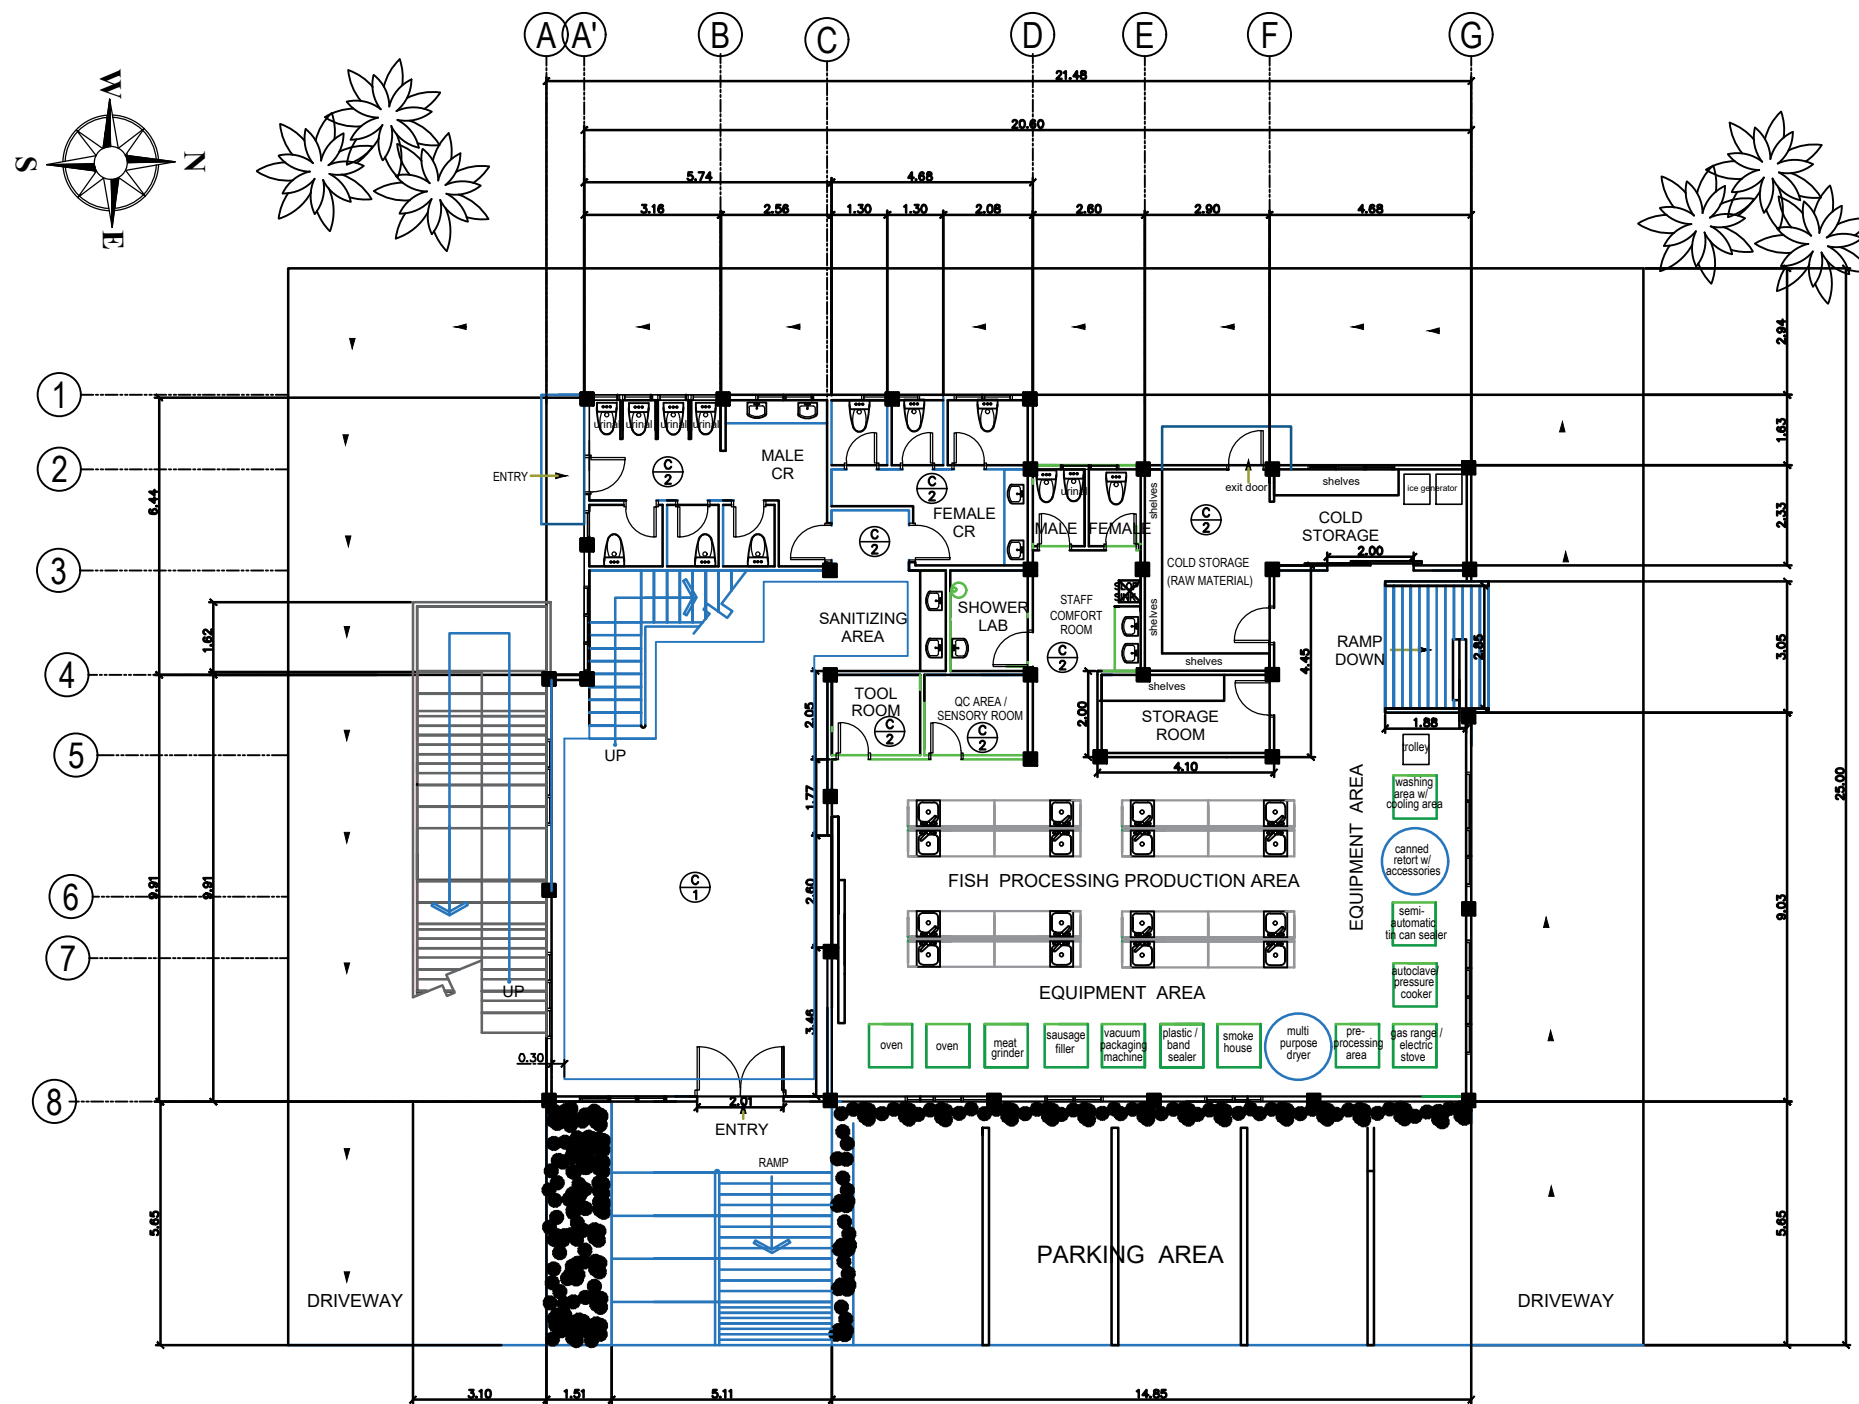 A A' B C D E F G
21.48
20.60
5.74 4.68
3.16 2.56 1.30 1.30 2.08 2.60 2.90 4.68
W
S N
E
1
2
3
4
5
6
7
8
6.44
1.62
9.91 9.91
5.65
2.94
1.63
2.33
3.05
9.03
5.65
25.00
urinal urinal urinal urinal
ENTRY
C
2
MALE
CR
C
2
FEMALE
CR
C
2
urinal
MALE FEMALE
shelves
C
2
exit door
shelves
ice generator
COLD
STORAGE
2.00
COLD STORAGE
(RAW MATERIAL)
shelves
shelves
SANITIZING
AREA
SHOWER
LAB
STAFF
COMFORT
ROOM
C
2
RAMP
DOWN
2.85
4.45
1.88
TOOL
ROOM
C
2
QC AREA /
SENSORY ROOM
C
2
shelves
STORAGE
ROOM
2.00
4.10
2.05
1.77
2.60
3.46
UP
UP
C
1
trolley
washing
area w/
cooling area
canned
retort w/
accessories
semi-
automatic
tin can sealer
autoclave/
pressure
cooker
gas range /
electric
stove
EQUIPMENT AREA
FISH PROCESSING PRODUCTION AREA
EQUIPMENT AREA
oven
oven
meat
grinder
sausage
filler
vacuum
packaging
machine
plastic /
band
sealer
smoke
house
multi
purpose
dryer
pre-
processing
area
0.30
2.01
ENTRY
RAMP
PARKING AREA
DRIVEWAY
DRIVEWAY
3.10 1.51 5.11 14.85